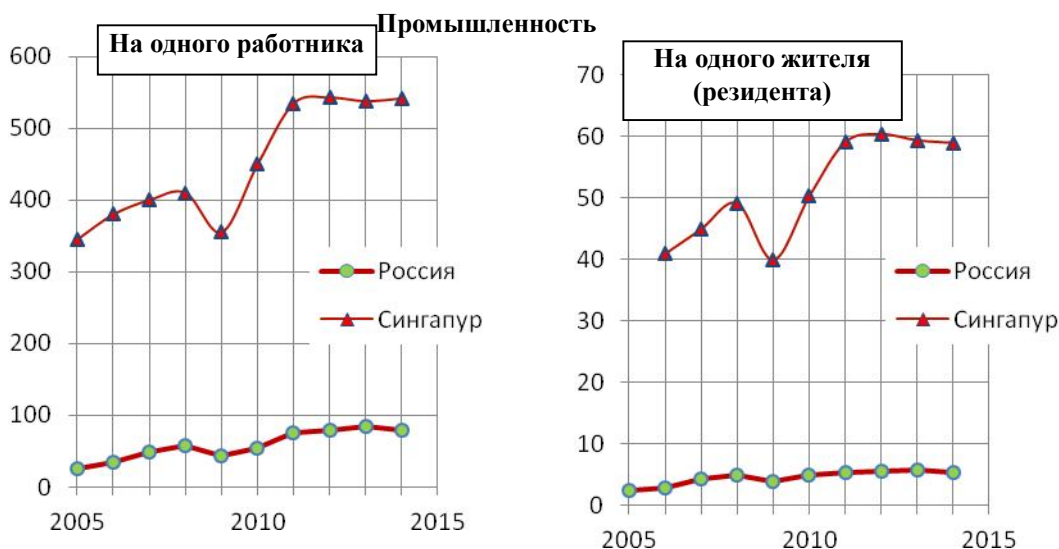 Промышленность
На одного работника
600
500
400
300
200
100
0
2005 2010 2015
Россия
Сингапур
На одного жителя
(резидента)
70
60
50
40
30
20
10
0
2005 2010 2015
Россия
Сингапур